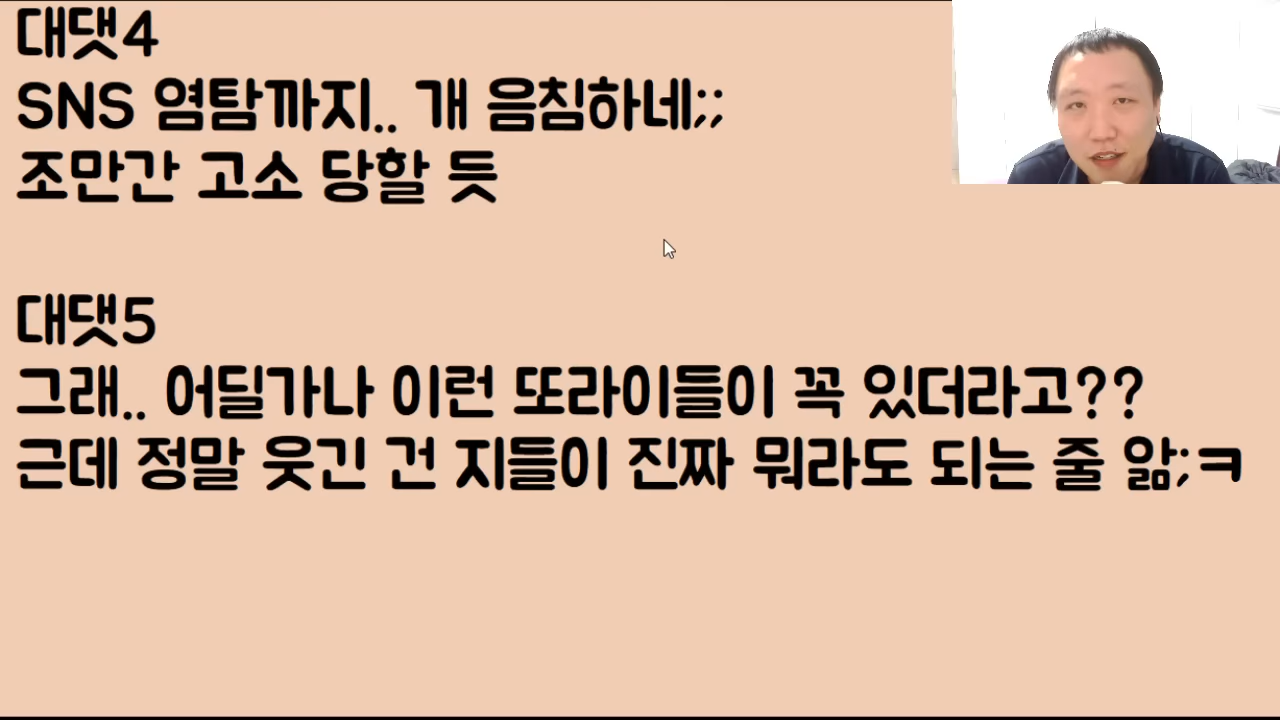 대댓4
SNS 염탐까지.. 개 음침하네;;
조만간 고소 당할 듯
대댓5
그래.. 어딜가나 이런 또라이들이 꼭 있더라고??
근데 정말 웃긴 건 지들이 진짜 뭐라도 되는 줄 앎;ㅋ